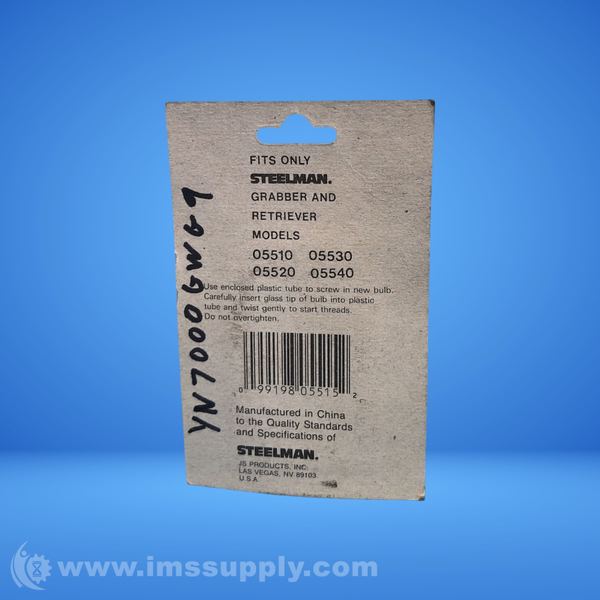 FITS ONLY
STEELMAN.
GRABBER AND
RETRIEVER
MODELS
05510 05530
05520 05540
Use enclosed plastic tube to screw in new bulb.
Carefully insert glass tip of bulb into plastic
tube and twist gently to start threads.
Do not overtighten.
0 99198 05515 2
Manufactured in China
to the Quality Standards
and Specifications of
STEELMAN.
JS PRODUCTS, INC.
LAS VEGAS, NV 89103
U.S.A.
YN7000GWG9
www.imssupply.com